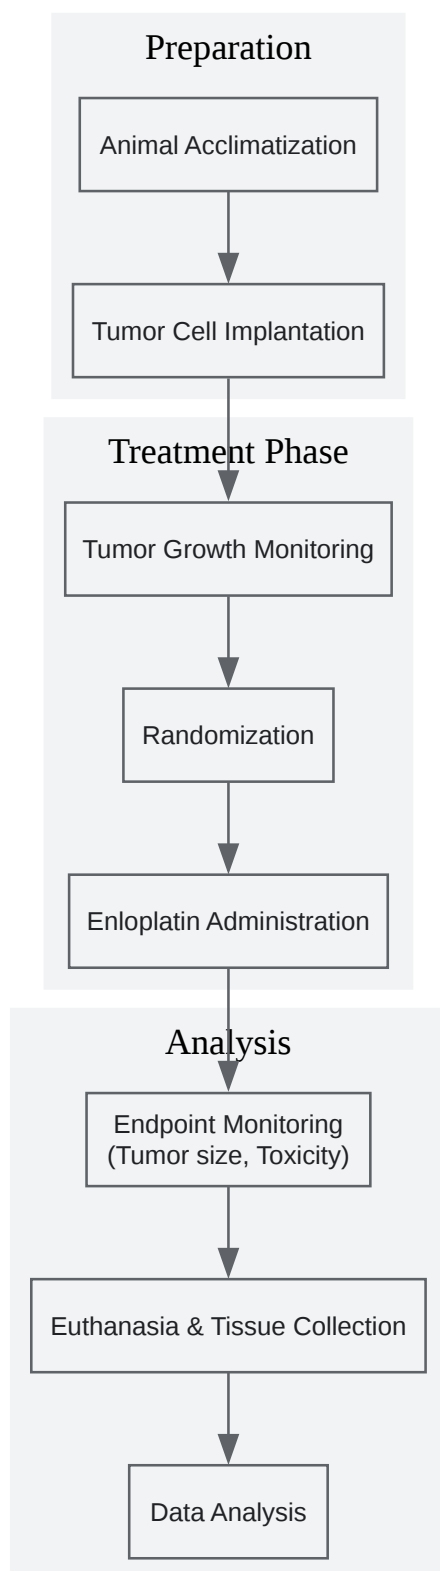 Preparation
Animal Acclimatization
Tumor Cell Implantation
Treatment Phase
Tumor Growth Monitoring
Randomization
Enloplatin Administration
Analysis
Endpoint Monitoring
(Tumor size, Toxicity)
Euthanasia & Tissue Collection
Data Analysis